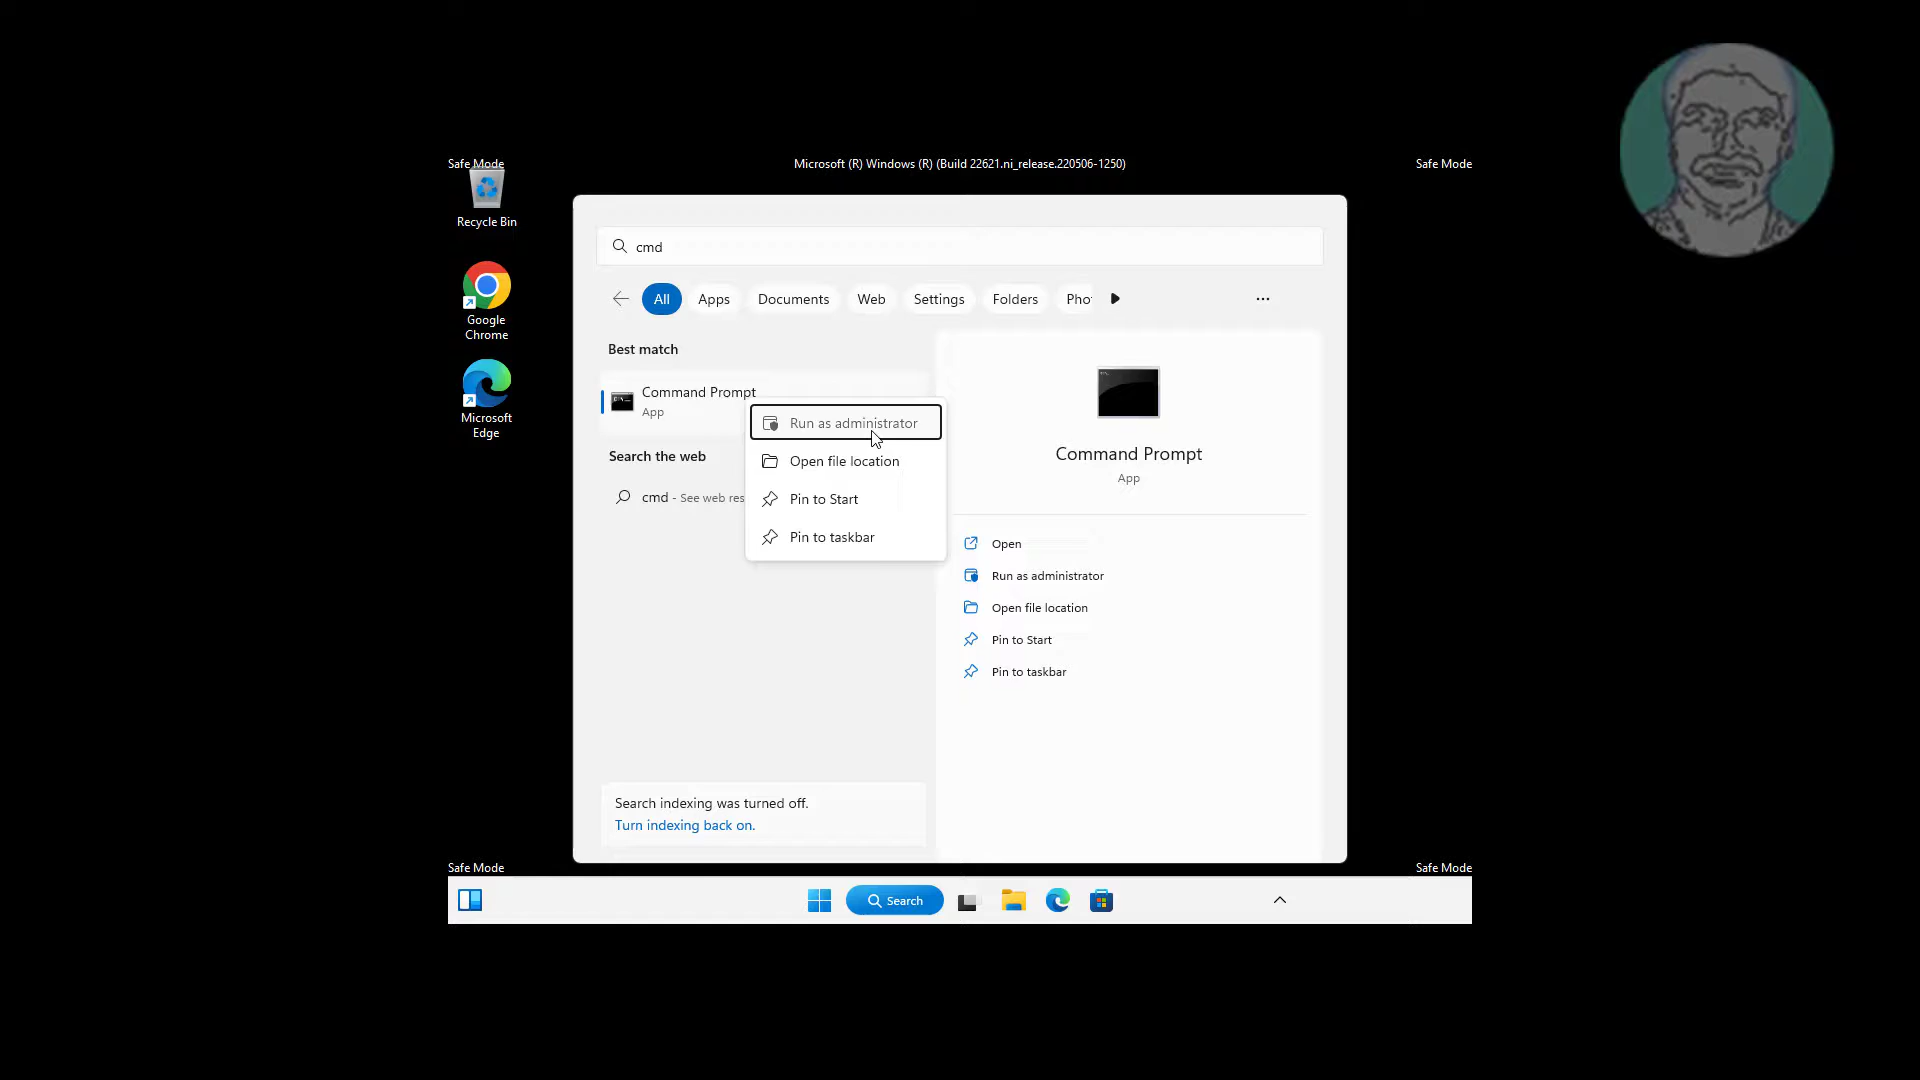 Safe Mode
Microsoft (R) Windows (R) (Build 22621.ni_release.220506-1250)
Safe Mode
Recycle Bin
Google
Chrome
Microsoft
Edge
cmd
All
Apps
Documents
Web
Settings
Folders
Pho
Best match
Command Prompt
App
Search the web
cmd - See web res
Run as administrator
Open file location
Pin to Start
Pin to taskbar
Command Prompt
App
Open
Run as administrator
Open file location
Pin to Start
Pin to taskbar
Search indexing was turned off.
Turn indexing back on.
Safe Mode
Safe Mode
Search